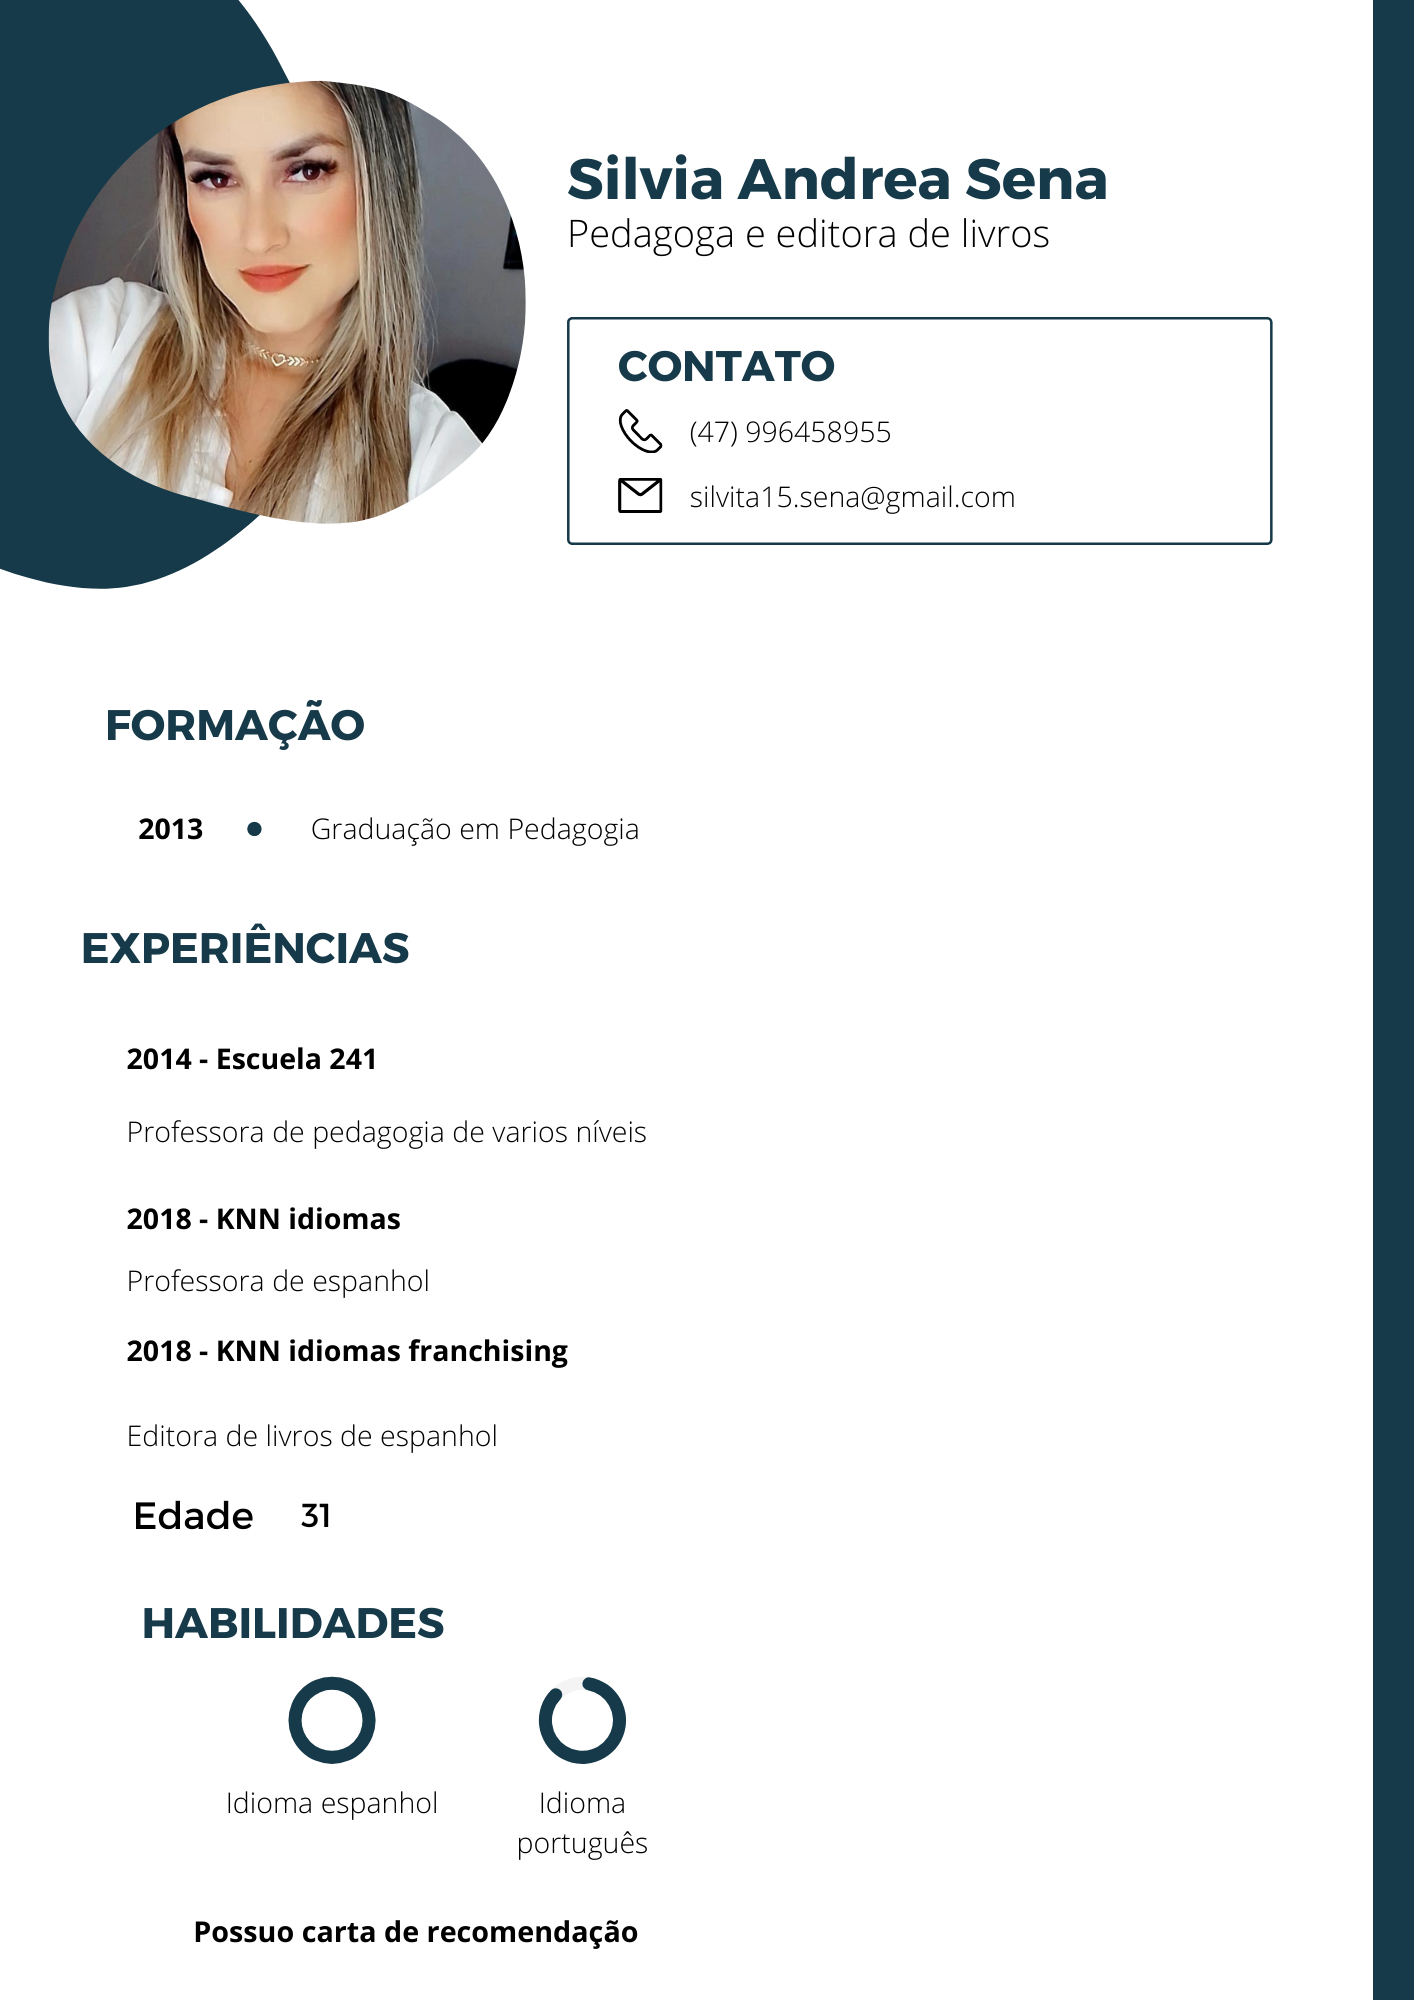 Silvia Andrea Sena
Pedagoga e editora de livros
CONTATO
(47) 996458955
silvita15.sena@gmail.com
FORMAÇÃO
2013 • Graduação em Pedagogia
EXPERIÊNCIAS
2014 - Escuela 241
Professora de pedagogia de varios níveis
2018 - KNN idiomas
Professora de espanhol
2018 - KNN idiomas franchising
Editora de livros de espanhol
Edade 31
HABILIDADES
Idioma espanhol
Idioma
português
Possuo carta de recomendação